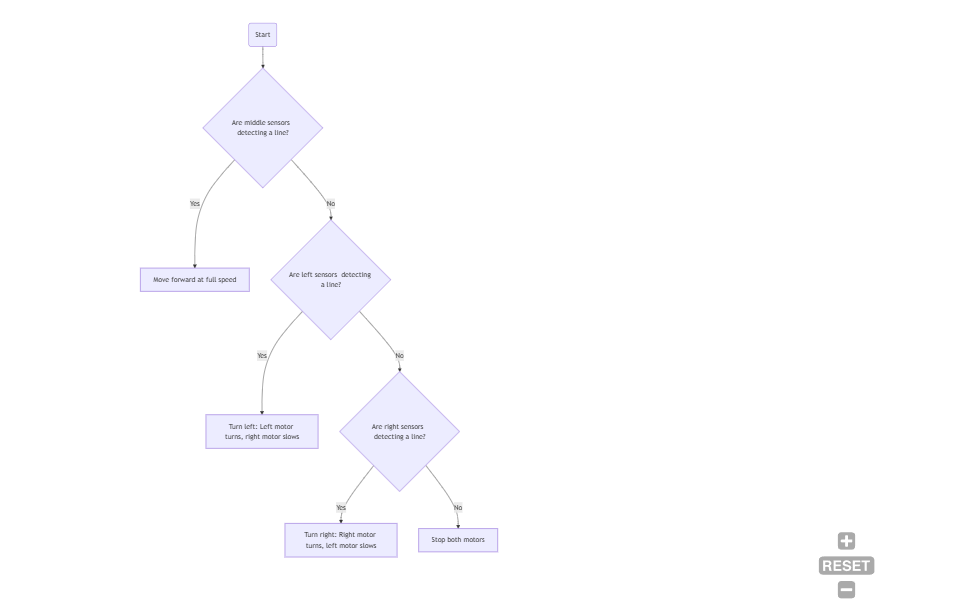 Start
Are middle sensors
detecting a line?
Yes
No
Move forward at full speed
Are left sensors  detecting
a line?
Yes
No
Turn left: Left motor
turns, right motor slows
Are right sensors
detecting a line?
Yes
No
Turn right: Right motor
turns, left motor slows
Stop both motors
+
RESET
−